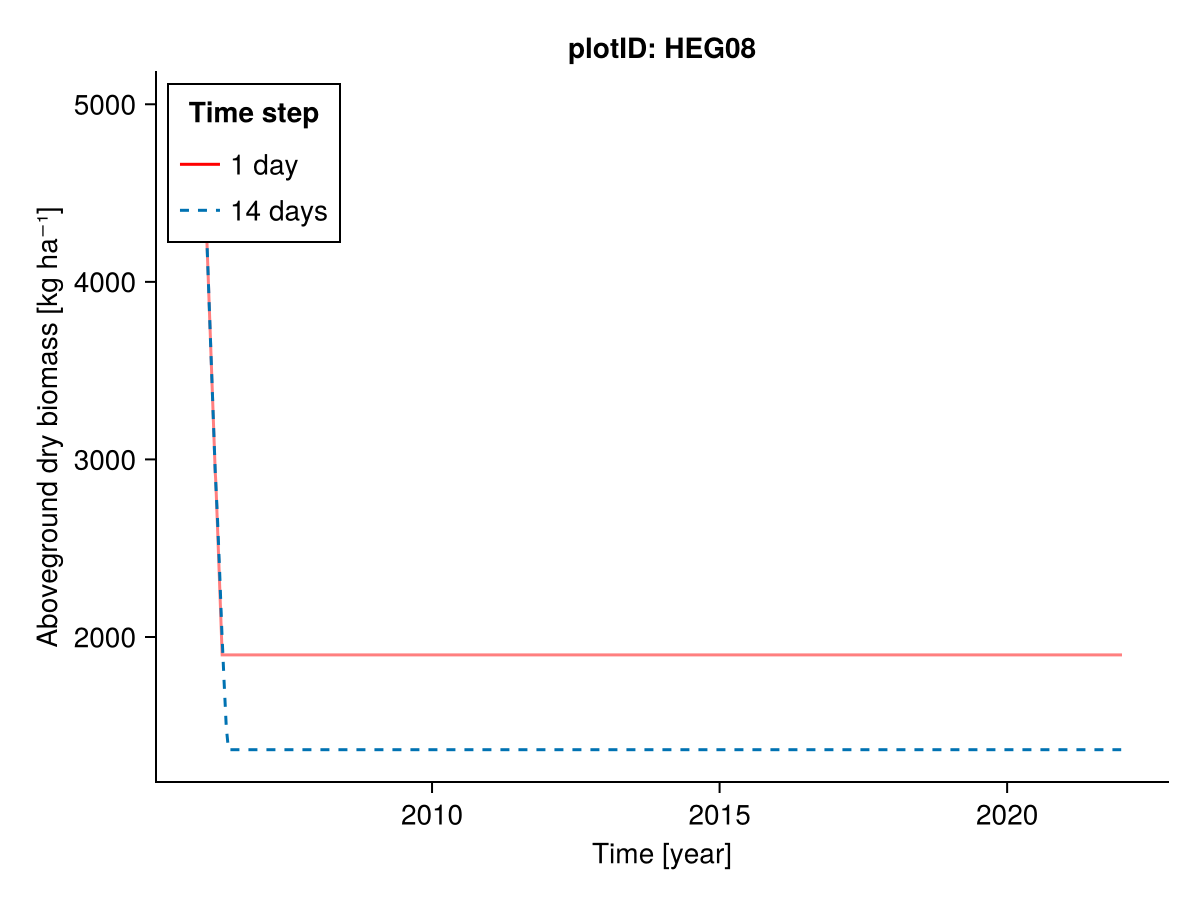 plotID: HEG08
Time step
1 day
14 days
Aboveground dry biomass [kg ha⁻¹]
5000
4000
3000
2000
2010
2015
2020
Time [year]